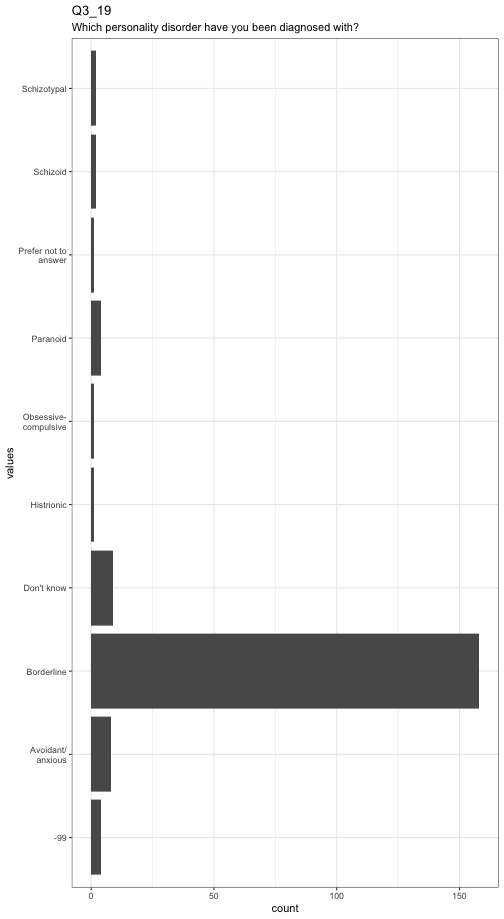 Q3_19
Which personality disorder have you been diagnosed with?
Schizotypal
Schizoid
Prefer not to
answer
Paranoid
Obsessive-
compulsive
values
Histrionic
Don't know
Borderline
Avoidant/
anxious
-99
0 50 100 150
count